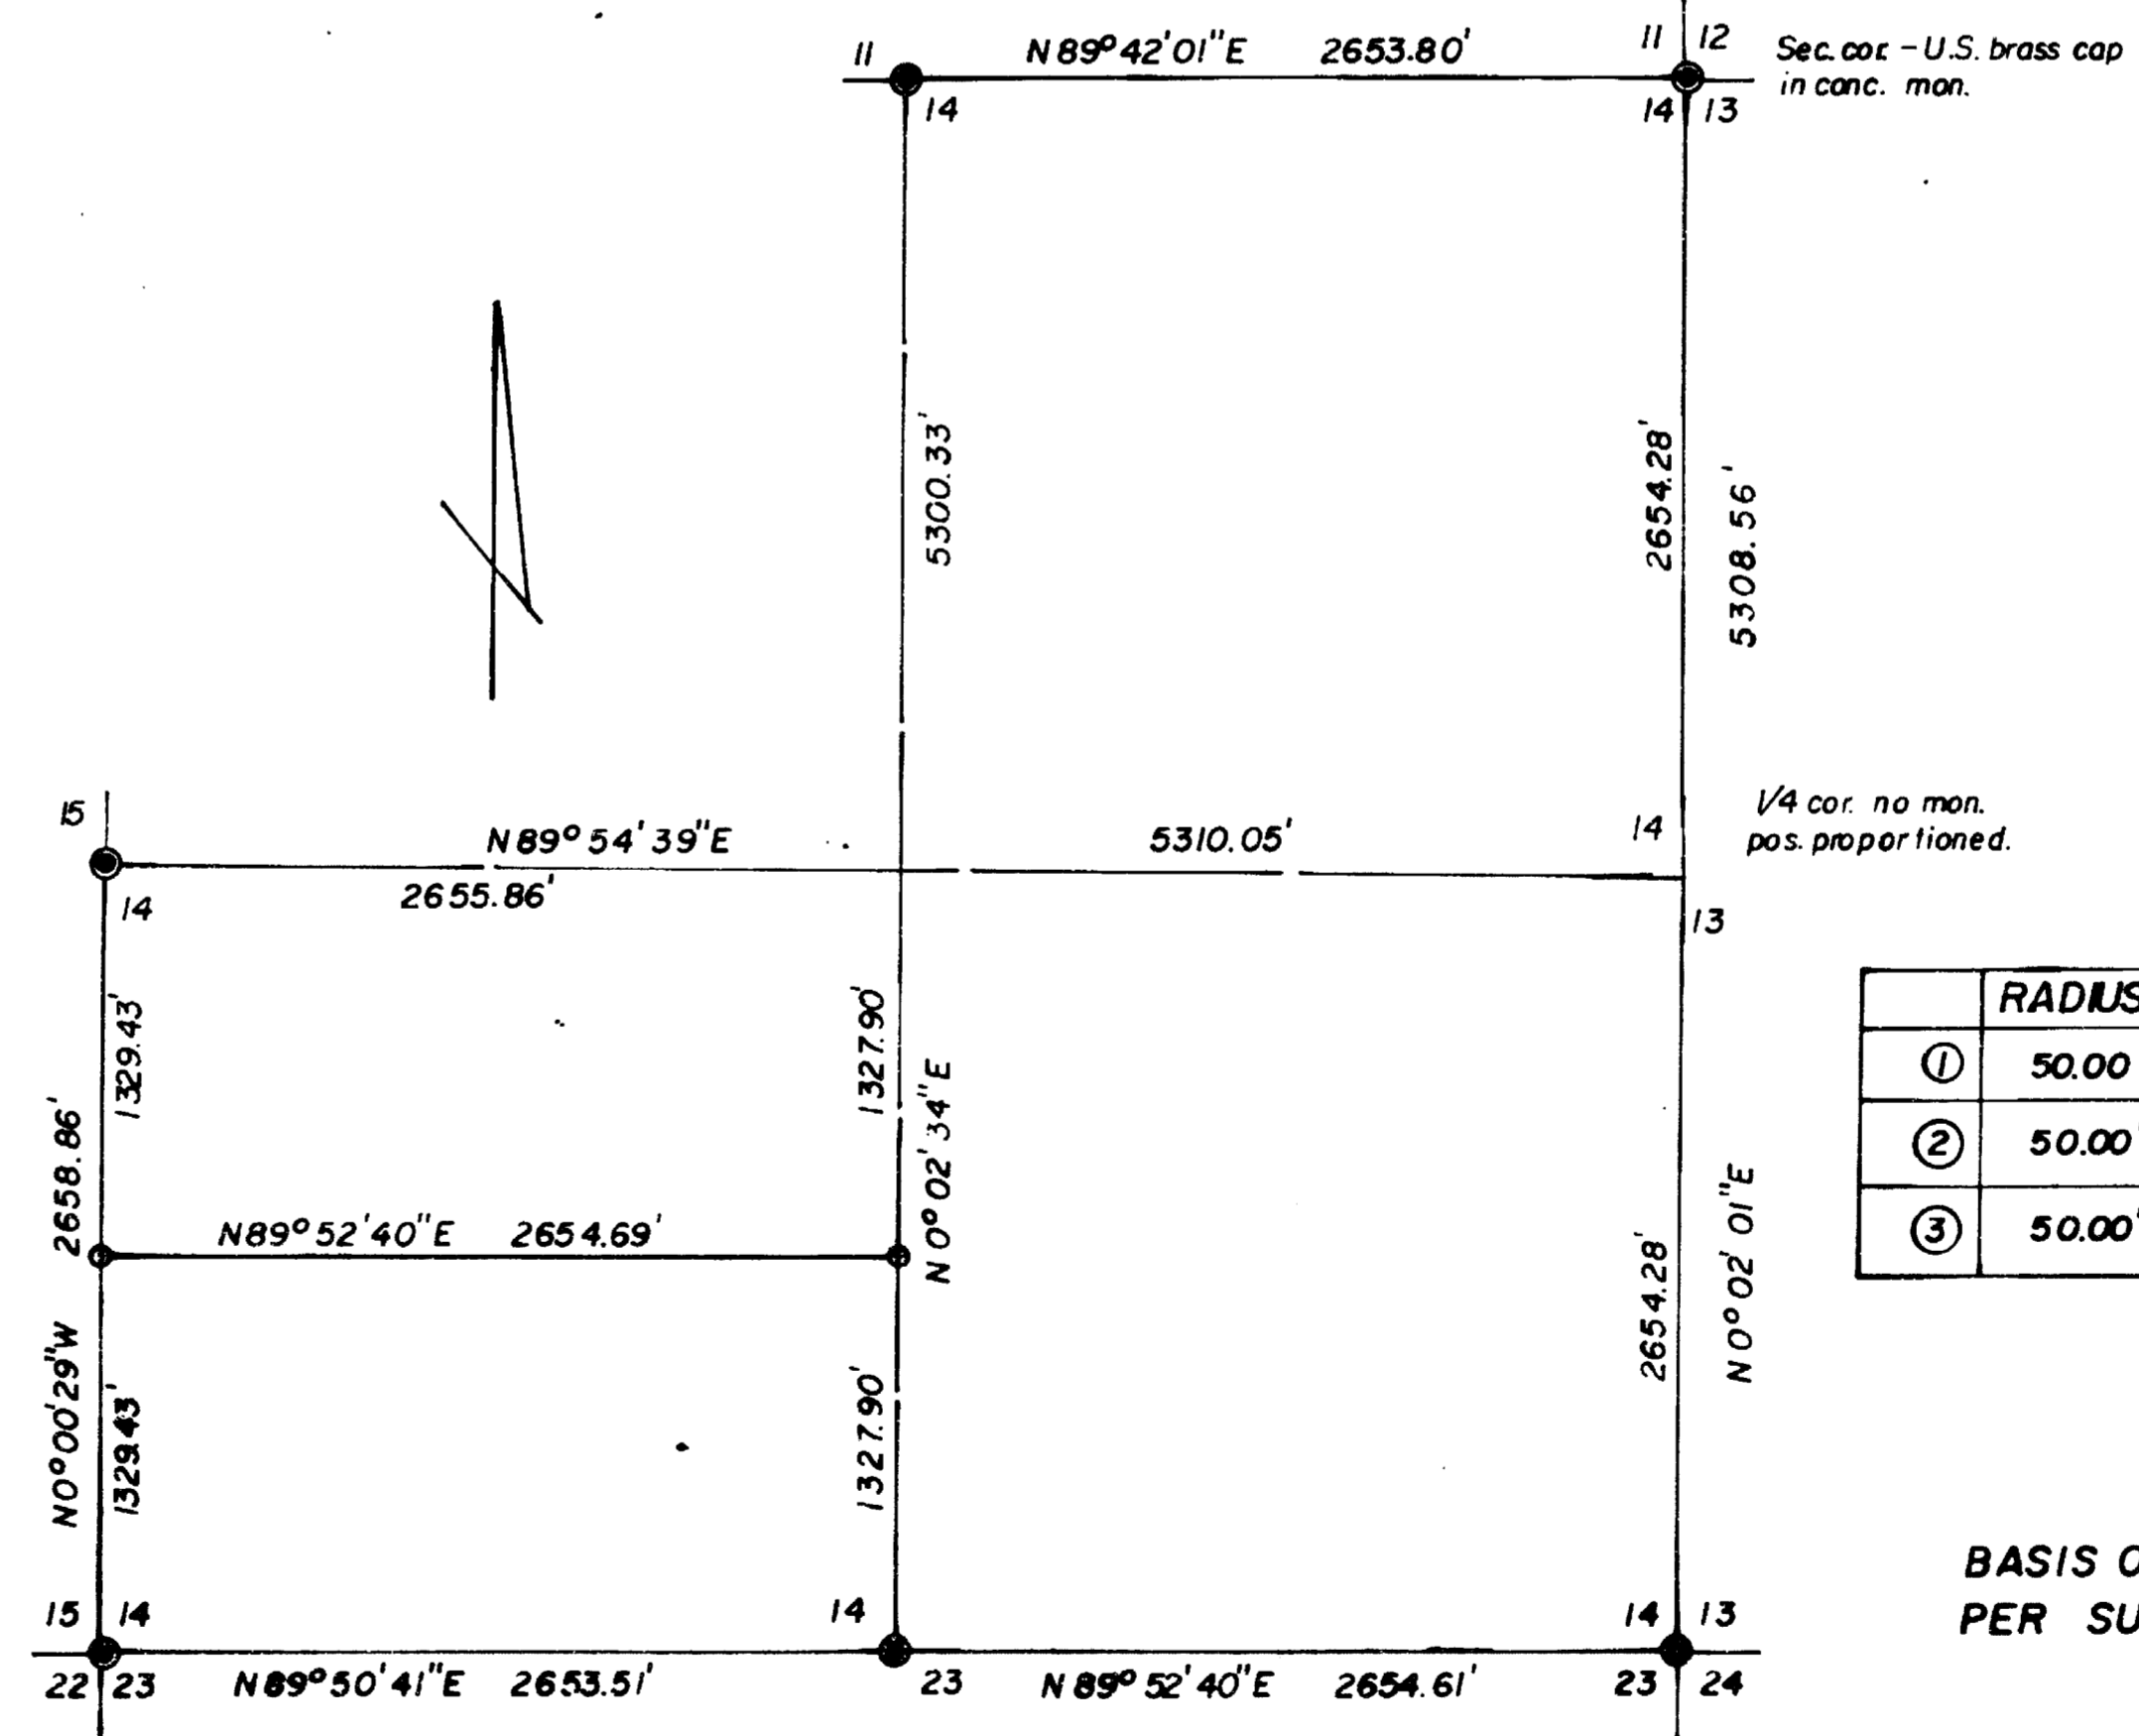 11 N89°42'01"E 2653.80' 11 12
14 14 13
Sec. cor. - U.S. brass cap
in conc. mon.
5300.33'
2654.28'
5308.56'
15
N89°54'39"E 5310.05' 14
2655.86'
14
13
1/4 cor. no mon.
pos. proportioned.
1329.43'
1327.90'
2658.86'
N0°02'34"E
N89°52'40"E 2654.69'
N0°00'29"W
1329.43'
1327.90'
2654.28'
N0°02'01"E
RADIUS
1 50.00
2 50.00'
3 50.00'
BASIS
PER SU
15 14 14 14 13
22 23 N89°50'41"E 2653.51' 23 N89°52'40"E 2654.61' 23 24